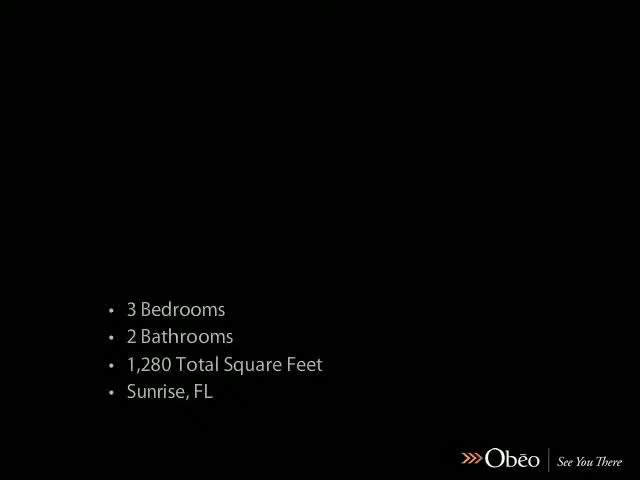 • 3 Bedrooms
• 2 Bathrooms
• 1,280 Total Square Feet
• Sunrise, FL
Obēo | See You There